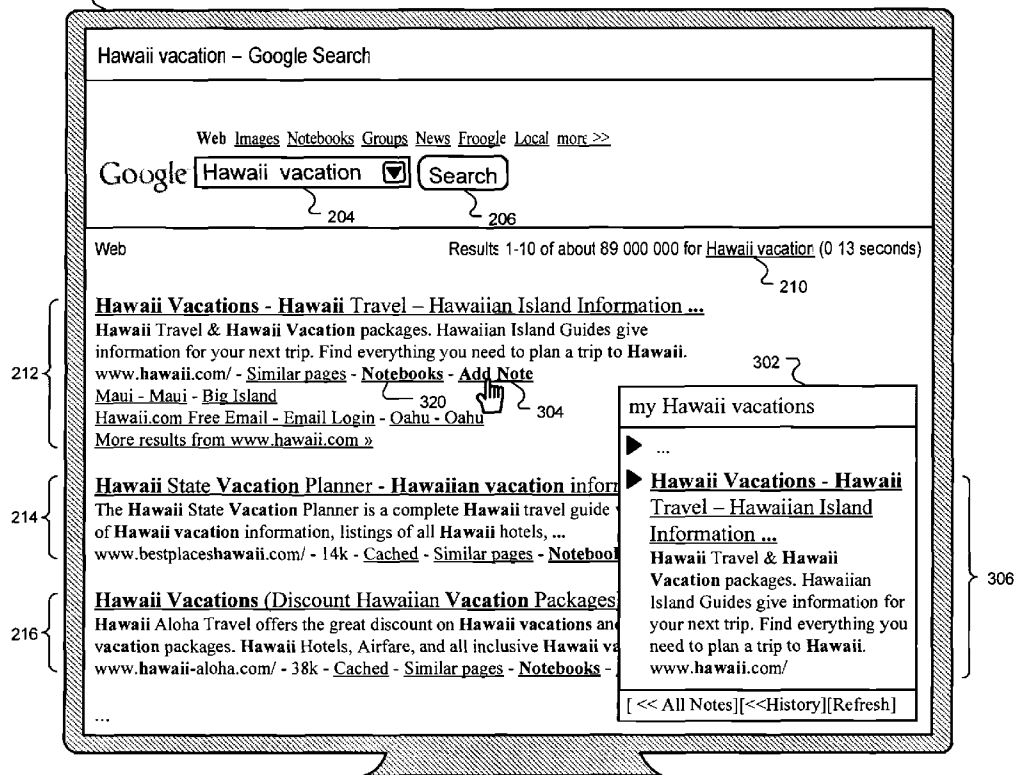 Hawaii vacation – Google Search
Web Images Notebooks Groups News Froogle Local more >>
Google Hawaii vacation Search
204
206
Web Results 1-10 of about 89 000 000 for Hawaii vacation (0 13 seconds)
210
Hawaii Vacations - Hawaii Travel – Hawaiian Island Information ...
Hawaii Travel & Hawaii Vacation packages. Hawaiian Island Guides give
information for your next trip. Find everything you need to plan a trip to Hawaii.
www.hawaii.com/ - Similar pages - Notebooks - Add Note
Maui - Maui - Big Island
Hawaii.com Free Email - Email Login - Oahu - Oahu
More results from www.hawaii.com »
212
320
304
302
Hawaii State Vacation Planner - Hawaiian vacation inform
The Hawaii State Vacation Planner is a complete Hawaii travel guide
of Hawaii vacation information, listings of all Hawaii hotels, ...
www.bestplaceshawaii.com/ - 14k - Cached - Similar pages - Notebool
214
Hawaii Vacations (Discount Hawaiian Vacation Packages)
Hawaii Aloha Travel offers the great discount on Hawaii vacations and
vacation packages. Hawaii Hotels, Airfare, and all inclusive Hawaii va
www.hawaii-aloha.com/ - 38k - Cached - Similar pages - Notebooks -
216
...
my Hawaii vacations
...
Hawaii Vacations - Hawaii
Travel – Hawaiian Island
Information ...
Hawaii Travel & Hawaii
Vacation packages. Hawaiian
Island Guides give information for
your next trip. Find everything you
need to plan a trip to Hawaii.
www.hawaii.com/
306
[ << All Notes][<<History][Refresh]